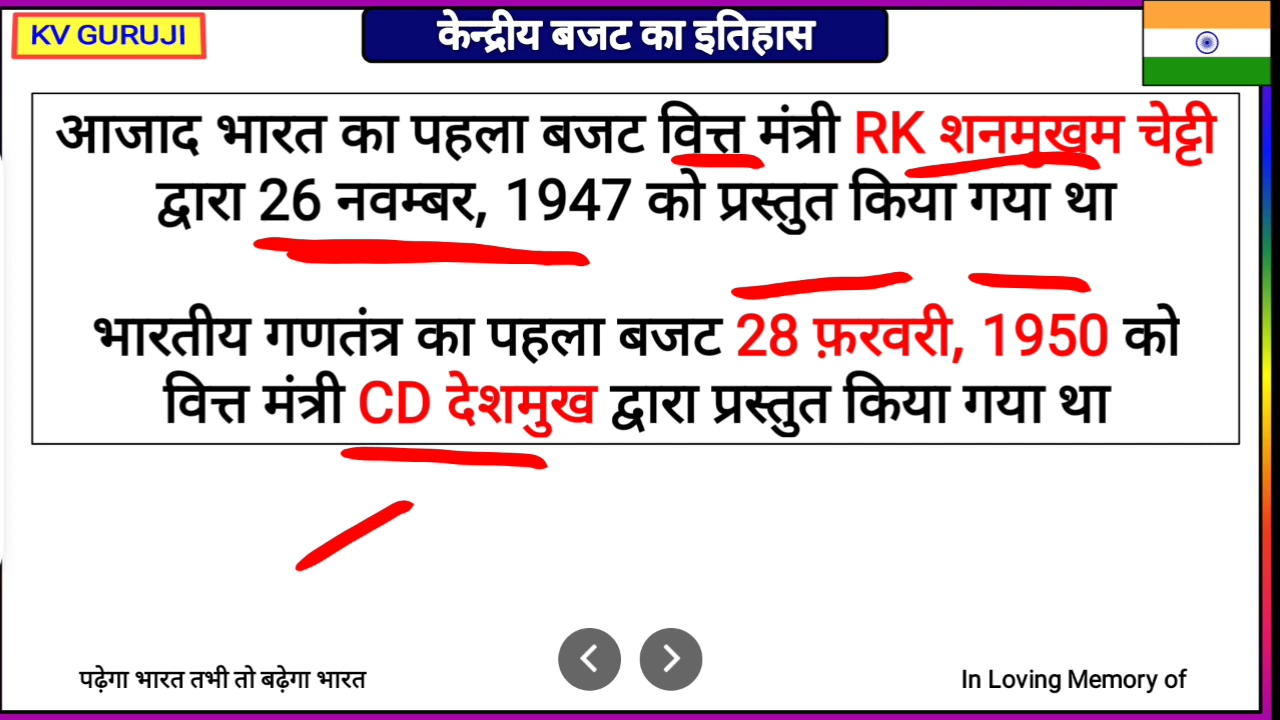 KV GURUJI
केन्द्रीय बजट का इतिहास
आजाद भारत का पहला बजट वित्त मंत्री RK शनमुखम चेट्टी
द्वारा 26 नवम्बर, 1947 को प्रस्तुत किया गया था
भारतीय गणतंत्र का पहला बजट 28 फ़रवरी, 1950 को
वित्त मंत्री CD देशमुख द्वारा प्रस्तुत किया गया था
पढ़ेगा भारत तभी तो बढ़ेगा भारत
In Loving Memory of